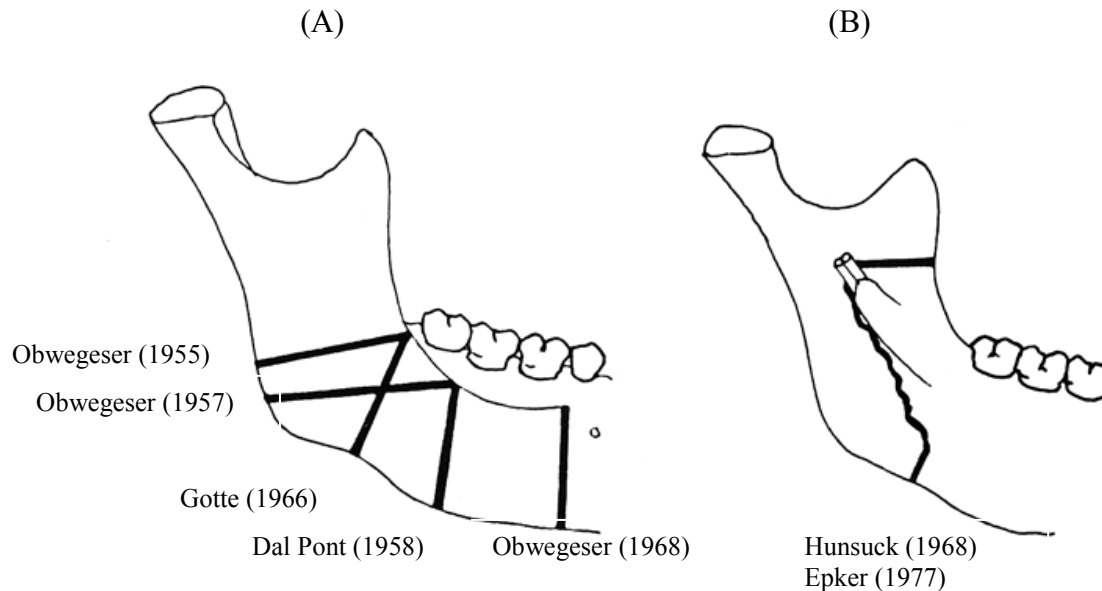 (A)
(B)
Obwegeser (1955)
Obwegeser (1957)
Gotte (1966)
Dal Pont (1958)
Obwegeser (1968)
Hunsuck (1968)
Epker (1977)